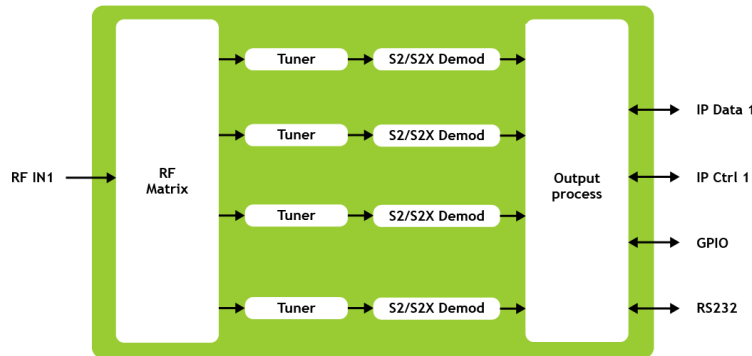 Tuner
S2/S2X Demod
IP Data 1
Tuner
S2/S2X Demod
RF IN1
RF
Matrix
Output
process
IP Ctrl 1
Tuner
S2/S2X Demod
GPIO
Tuner
S2/S2X Demod
RS232